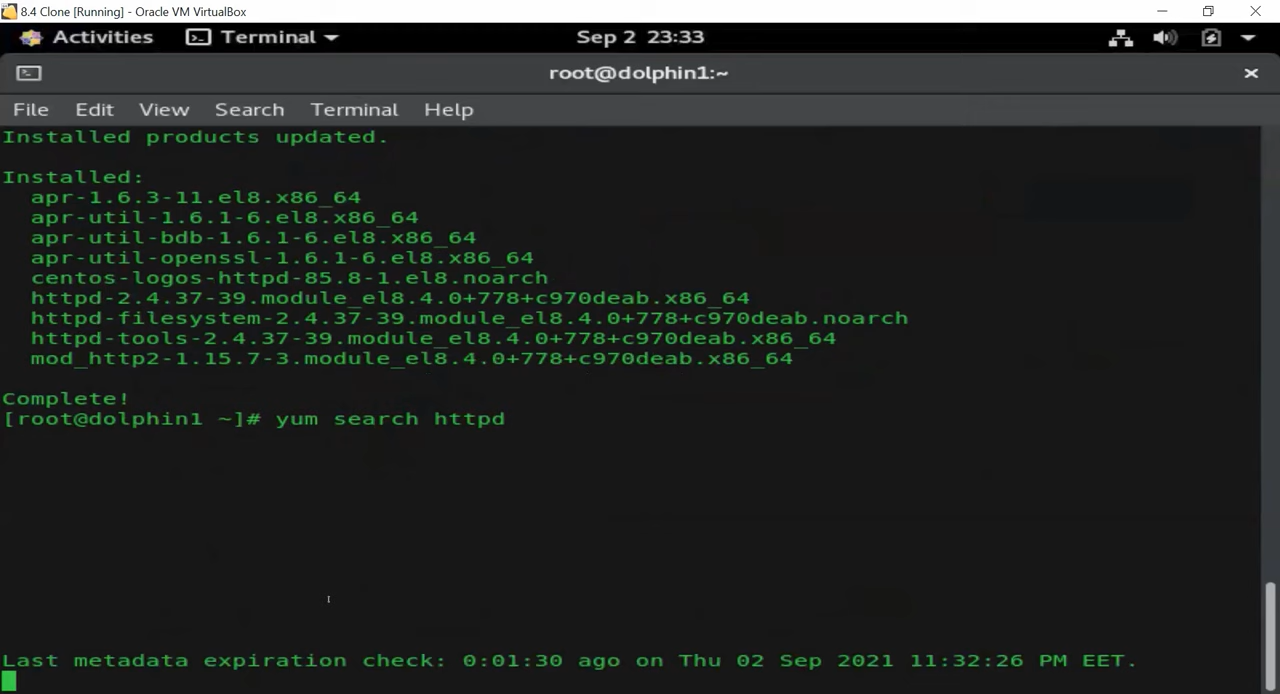 8.4 Clone [Running] - Oracle VM VirtualBox
Activities Terminal Sep 2 23:33
root@dolphin1:~
File Edit View Search Terminal Help
Installed products updated.
Installed:
apr-1.6.3-11.el8.x86_64
apr-util-1.6.1-6.el8.x86_64
apr-util-bdb-1.6.1-6.el8.x86_64
apr-util-openssl-1.6.1-6.el8.x86_64
centos-logos-httpd-85.8-1.el8.noarch
httpd-2.4.37-39.module_el8.4.0+778+c970deab.x86_64
httpd-filesystem-2.4.37-39.module_el8.4.0+778+c970deab.noarch
httpd-tools-2.4.37-39.module_el8.4.0+778+c970deab.x86_64
mod_http2-1.15.7-3.module_el8.4.0+778+c970deab.x86_64
Complete!
[root@dolphin1 ~]# yum search httpd
Last metadata expiration check: 0:01:30 ago on Thu 02 Sep 2021 11:32:26 PM EET.